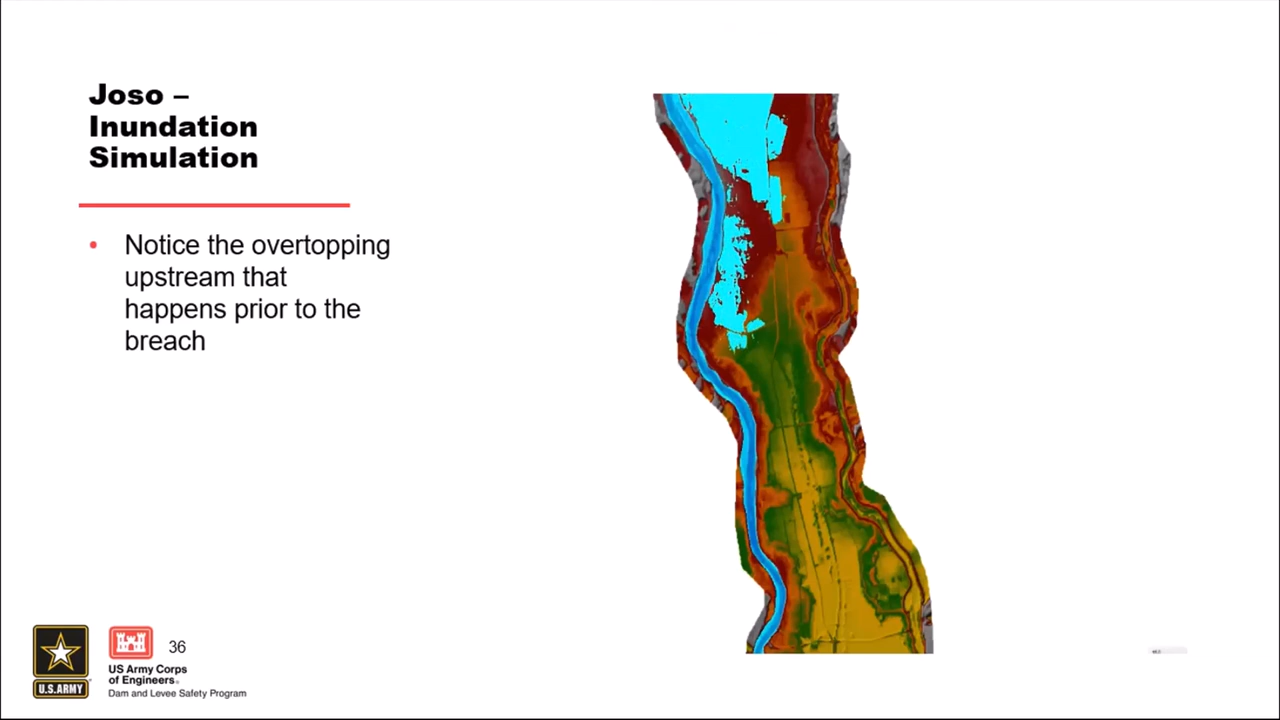 Joso –
Inundation
Simulation
• Notice the overtopping
upstream that
happens prior to the
breach
U.S.ARMY
36
US Army Corps
of Engineers®
Dam and Levee Safety Program